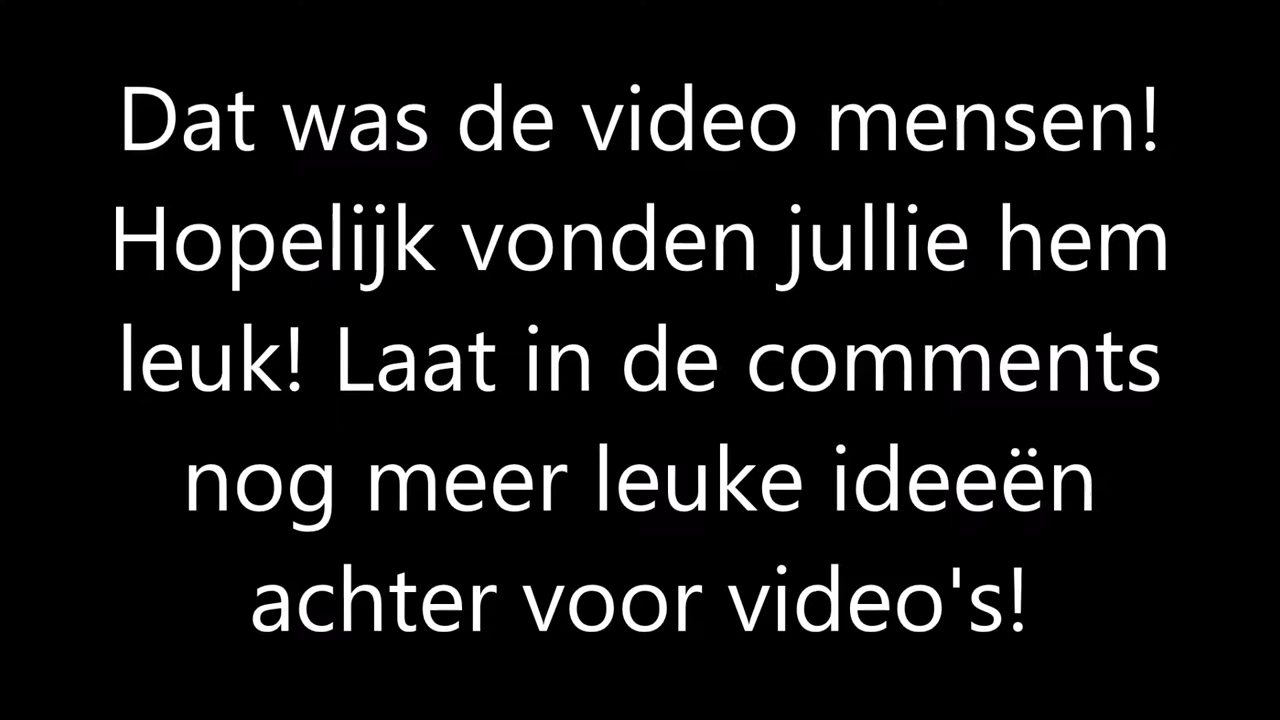 Dat was de video mensen!
Hopelijk vonden jullie hem
leuk! Laat in de comments
nog meer leuke ideeën
achter voor video's!